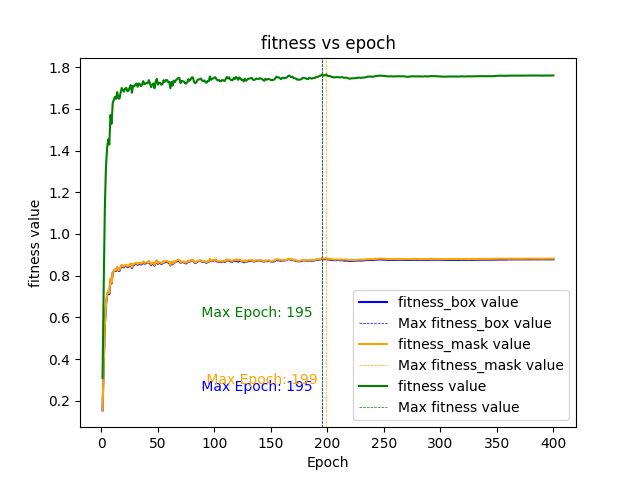 fitness vs epoch
fitness value
1.8
1.6
1.4
1.2
1.0
0.8
0.6
0.4
0.2
Max Epoch: 195
Max Epoch: 199
Max Epoch: 195
fitness_box value
Max fitness_box value
fitness_mask value
Max fitness_mask value
fitness value
Max fitness value
0
50
100
150
200
250
300
350
400
Epoch